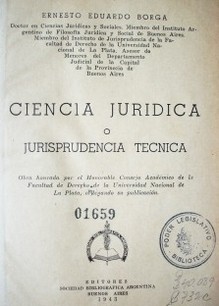 ERNESTO EDUARDO BORGA
Doctor en Ciencias Jurídicas y Sociales. Miembro del Instituto Ar-
gentino de Filosofía Jurídica y Social de Buenos Aires.
Miembro del Instituto de Jurisprudencia de la Fa-
cultad de Derecho de la Universidad Nacio-
nal de La Plata. Asesor de
Menores del Departamento
Judicial de la Capital
de la Provincia de
Buenos Aires
CIENCIA JURIDICA
O
JURISPRUDENCIA TECNICA
Obra honrada por el Honorable Consejo Académico de la
Facultad de Derecho de la Universidad Nacional de
La Plata, su publicación.
01659
PODER LEGISLATIVO
BIBLIOTECA
EDITORES
SOCIEDAD BIBLIOGRAFICA ARGENTINA
BUENOS AIRES
1943